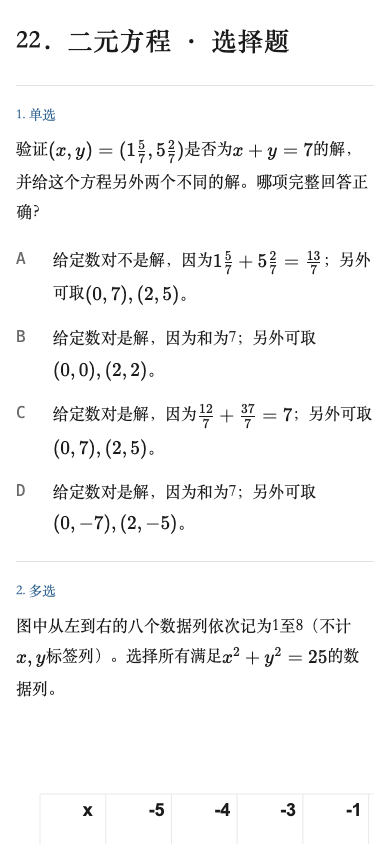 22. 二元方程 · 选择题
1. 单选
验证(x, y) = (1 5/7, 5 2/7)是否为x + y = 7的解，
并给这个方程另外两个不同的解。哪项完整回答正
确？
A 给定数对不是解，因为1 5/7 + 5 2/7 = 13/7；另外
可取(0, 7), (2, 5)。
B 给定数对是解，因为和为7；另外可取
(0, 0), (2, 2)。
C 给定数对是解，因为12/7 + 37/7 = 7；另外可取
(0, 7), (2, 5)。
D 给定数对是解，因为和为7；另外可取
(0, −7), (2, −5)。
2. 多选
图中从左到右的八个数据列依次记为1至8（不计
x, y标签列）。选择所有满足x² + y² = 25的数
据列。
x -5 -4 -3 -1